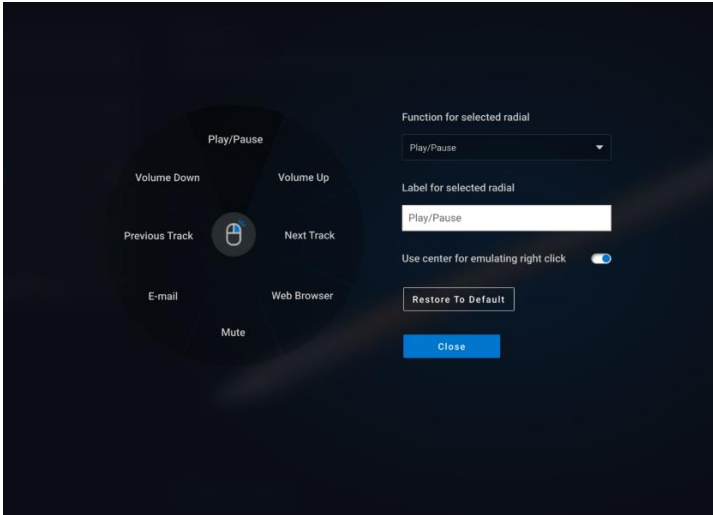 Play/Pause
Volume Down
Volume Up
Previous Track
Next Track
E-mail
Web Browser
Mute
Function for selected radial
Play/Pause
Label for selected radial
Play/Pause
Use center for emulating right click
Restore To Default
Close